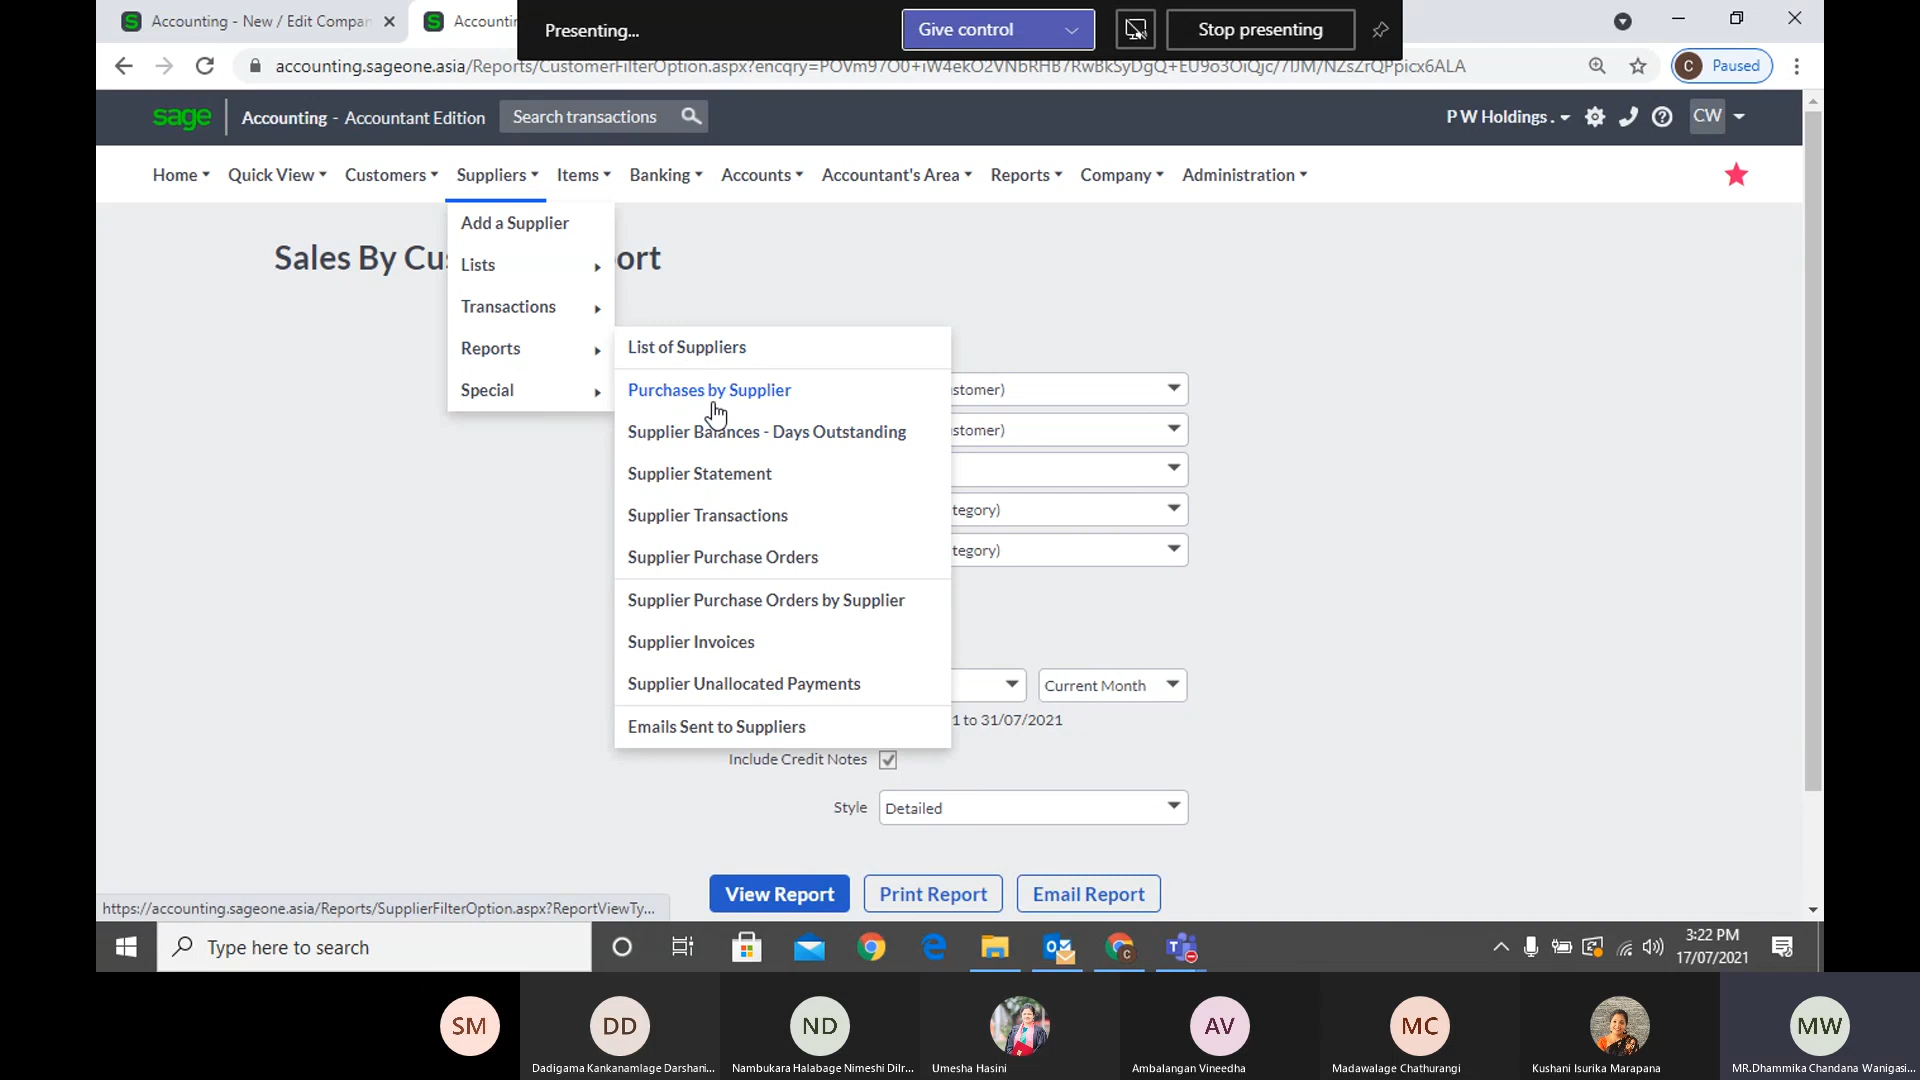 Accounting - New / Edit Compan
Accountin
Presenting...
Give control
Stop presenting
accounting.sageone.asia/Reports/CustomerFilterOption.aspx?encqry=POVm97O0+iW4ekO2VNbRHB7RwBkSyDgQ+EU9o3OiQjc/7IJM/NZsZrQPpicx6ALA
C Paused
sage
Accounting - Accountant Edition
Search transactions
P W Holdings .
CW
Home
Quick View
Customers
Suppliers
Items
Banking
Accounts
Accountant's Area
Reports
Company
Administration
Add a Supplier
Sales By Cu
ort
Lists
Transactions
Reports
Special
List of Suppliers
Purchases by Supplier
Supplier Balances - Days Outstanding
Supplier Statement
Supplier Transactions
Supplier Purchase Orders
Supplier Purchase Orders by Supplier
Supplier Invoices
Supplier Unallocated Payments
Emails Sent to Suppliers
stomer)
stomer)
tegory)
tegory)
Current Month
1 to 31/07/2021
Include Credit Notes
Style
Detailed
View Report
Print Report
Email Report
https://accounting.sageone.asia/Reports/SupplierFilterOption.aspx?ReportViewTy...
Type here to search
3:22 PM
17/07/2021
SM
DD
ND
AV
MC
MW
Dadigama Kankanamlage Darshani...
Nambukara Halabage Nimeshi Dilr...
Umesha Hasini
Ambalangan Vineedha
Madawalage Chathurangi
Kushani Isurika Marapana
MR.Dhammika Chandana Wanigasi...